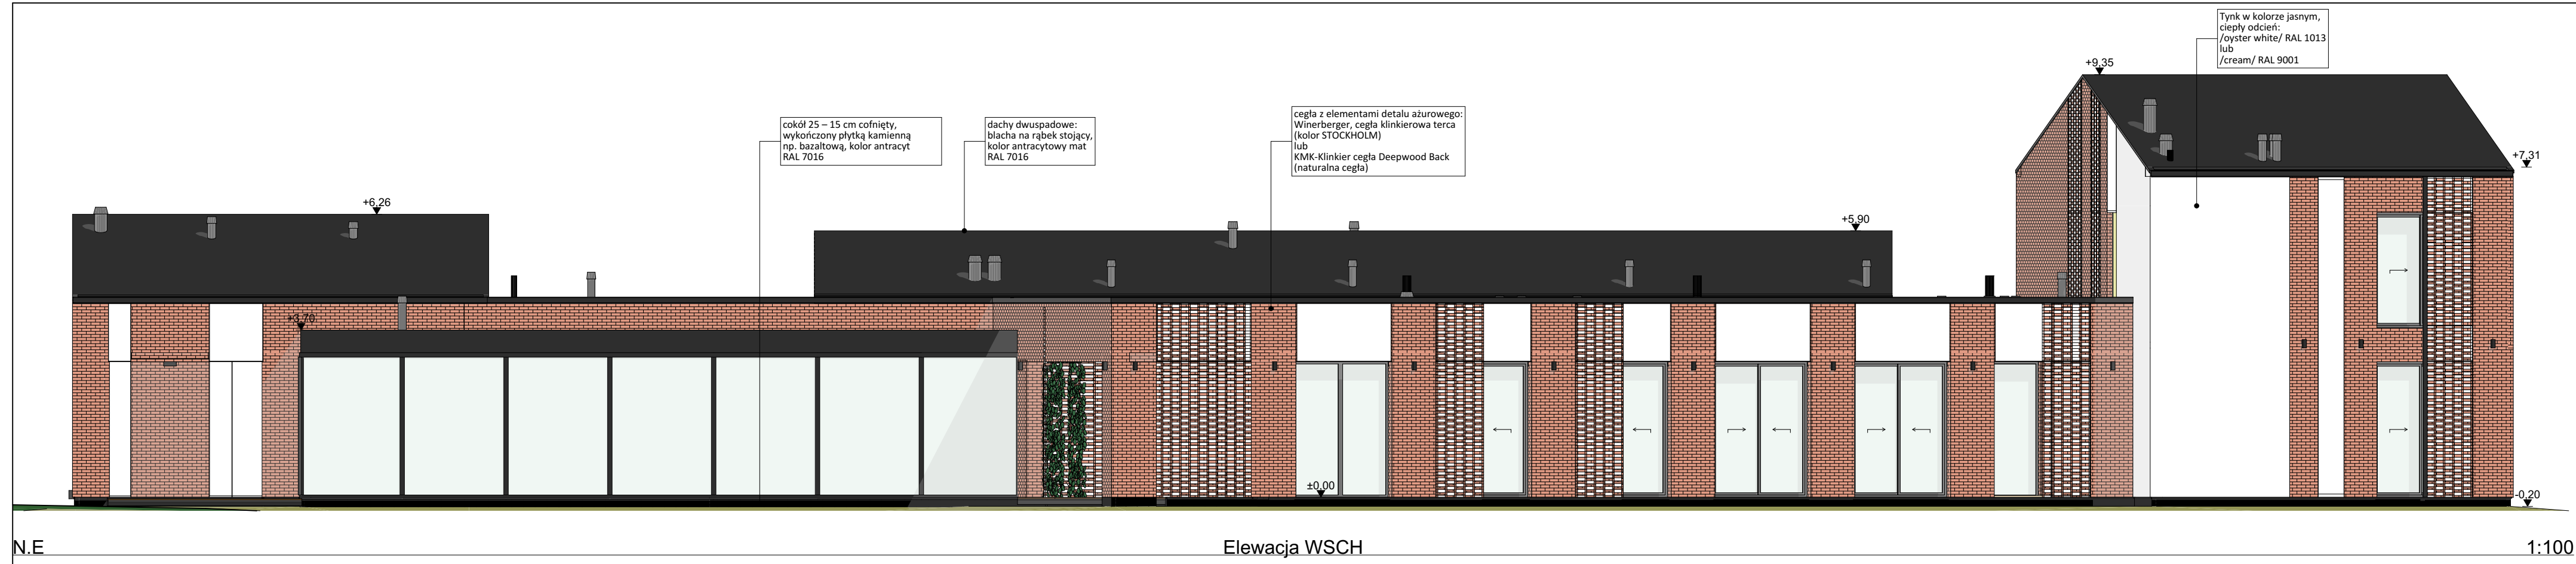 Tynk w kolorze jasnym,
ciepły odcień:
/oyster white/ RAL 1013
lub
/cream/ RAL 9001
+9,35
cegła z elementami detalu ażurowego:
Winerberger, cegła klinkierowa terca
(kolor STOCKHOLM)
lub
KMK-Klinkier cegła Deepwood Back
(naturalna cegła)
cokół 25 – 15 cm cofnięty,
wykończony płytką kamienną
np. bazaltową, kolor antracyt
RAL 7016
dachy dwuspadowe:
blacha na rąbek stojący,
kolor antracytowy mat
RAL 7016
+7,31
+6,26
+5,90
+3,70
±0,00
-0,20
N.E
Elewacja WSCH
1:100